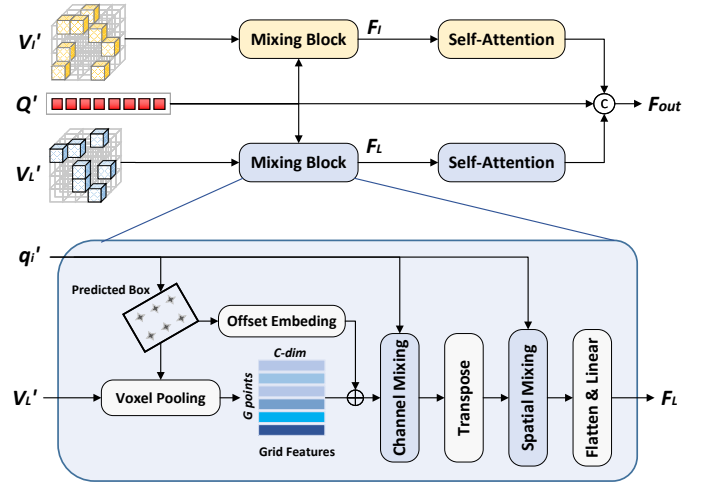 V_I'
Mixing Block
F_I
Self-Attention
Q'
C
F_out
V_L'
Mixing Block
F_L
Self-Attention
q_i'
Predicted Box
Offset Embeding
C-dim
G points
V_L'
Voxel Pooling
Grid Features
Channel Mixing
Transpose
Spatial Mixing
Flatten & Linear
F_L